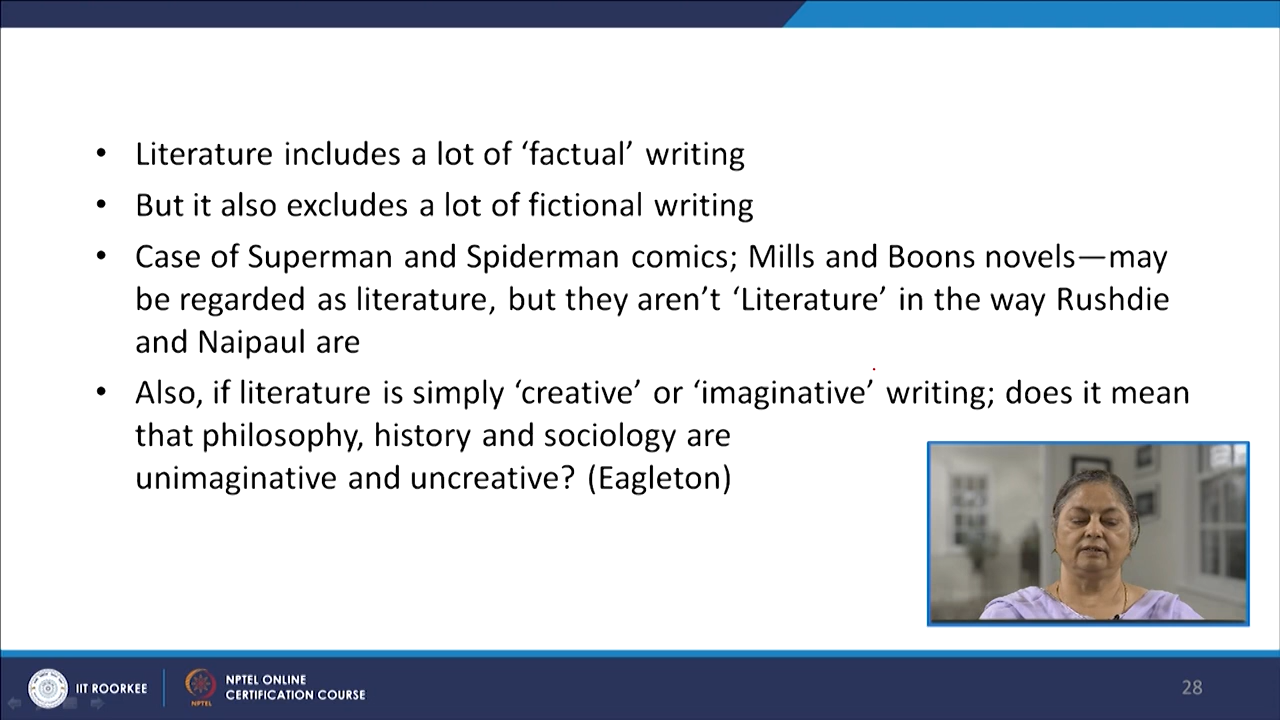 • Literature includes a lot of ‘factual’ writing
• But it also excludes a lot of fictional writing
• Case of Superman and Spiderman comics; Mills and Boons novels—may
be regarded as literature, but they aren’t ‘Literature’ in the way Rushdie
and Naipaul are
• Also, if literature is simply ‘creative’ or ‘imaginative’ writing; does it mean
that philosophy, history and sociology are
unimaginative and uncreative? (Eagleton)
IIT ROORKEE
NPTEL
NPTEL ONLINE
CERTIFICATION COURSE
28